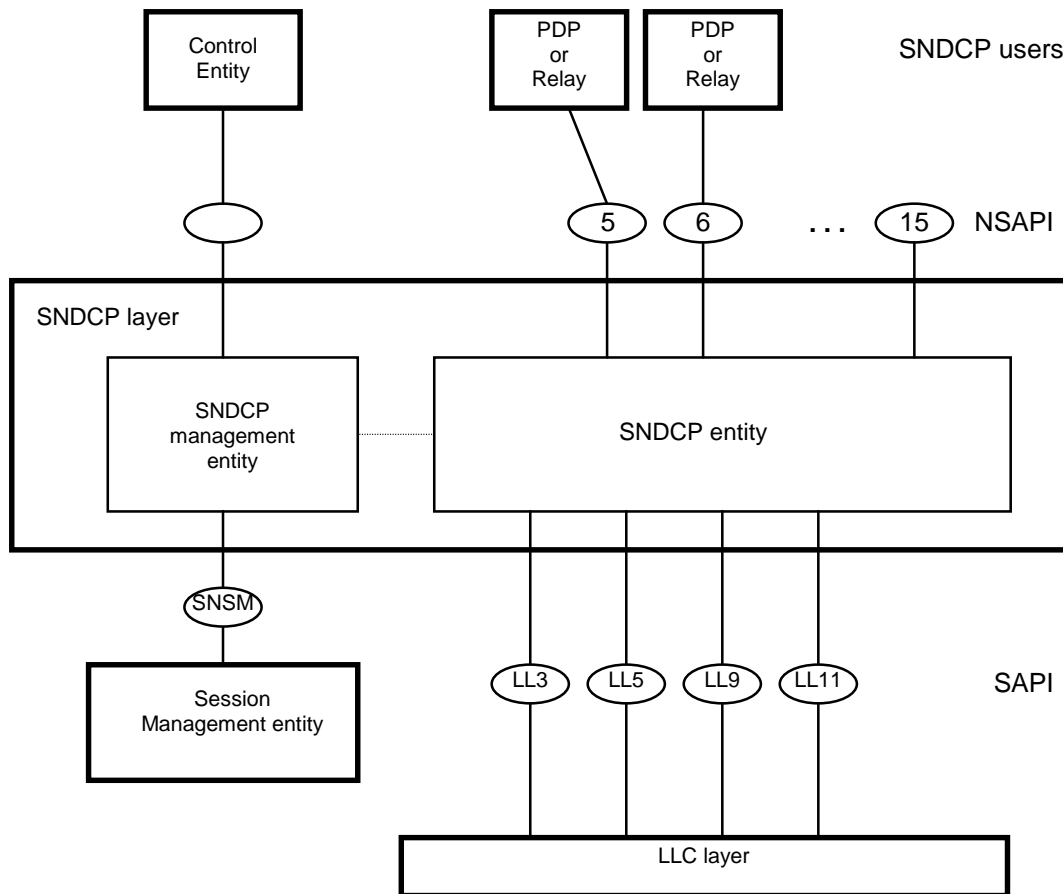 Control
Entity
PDP
or
Relay
PDP
or
Relay
SNDCP users
5
6
. . .
15
NSAPI
SNDCP layer
SNDCP
management
entity
SNDCP entity
SNSM
LL3
LL5
LL9
LL11
SAPI
Session
Management entity
LLC layer